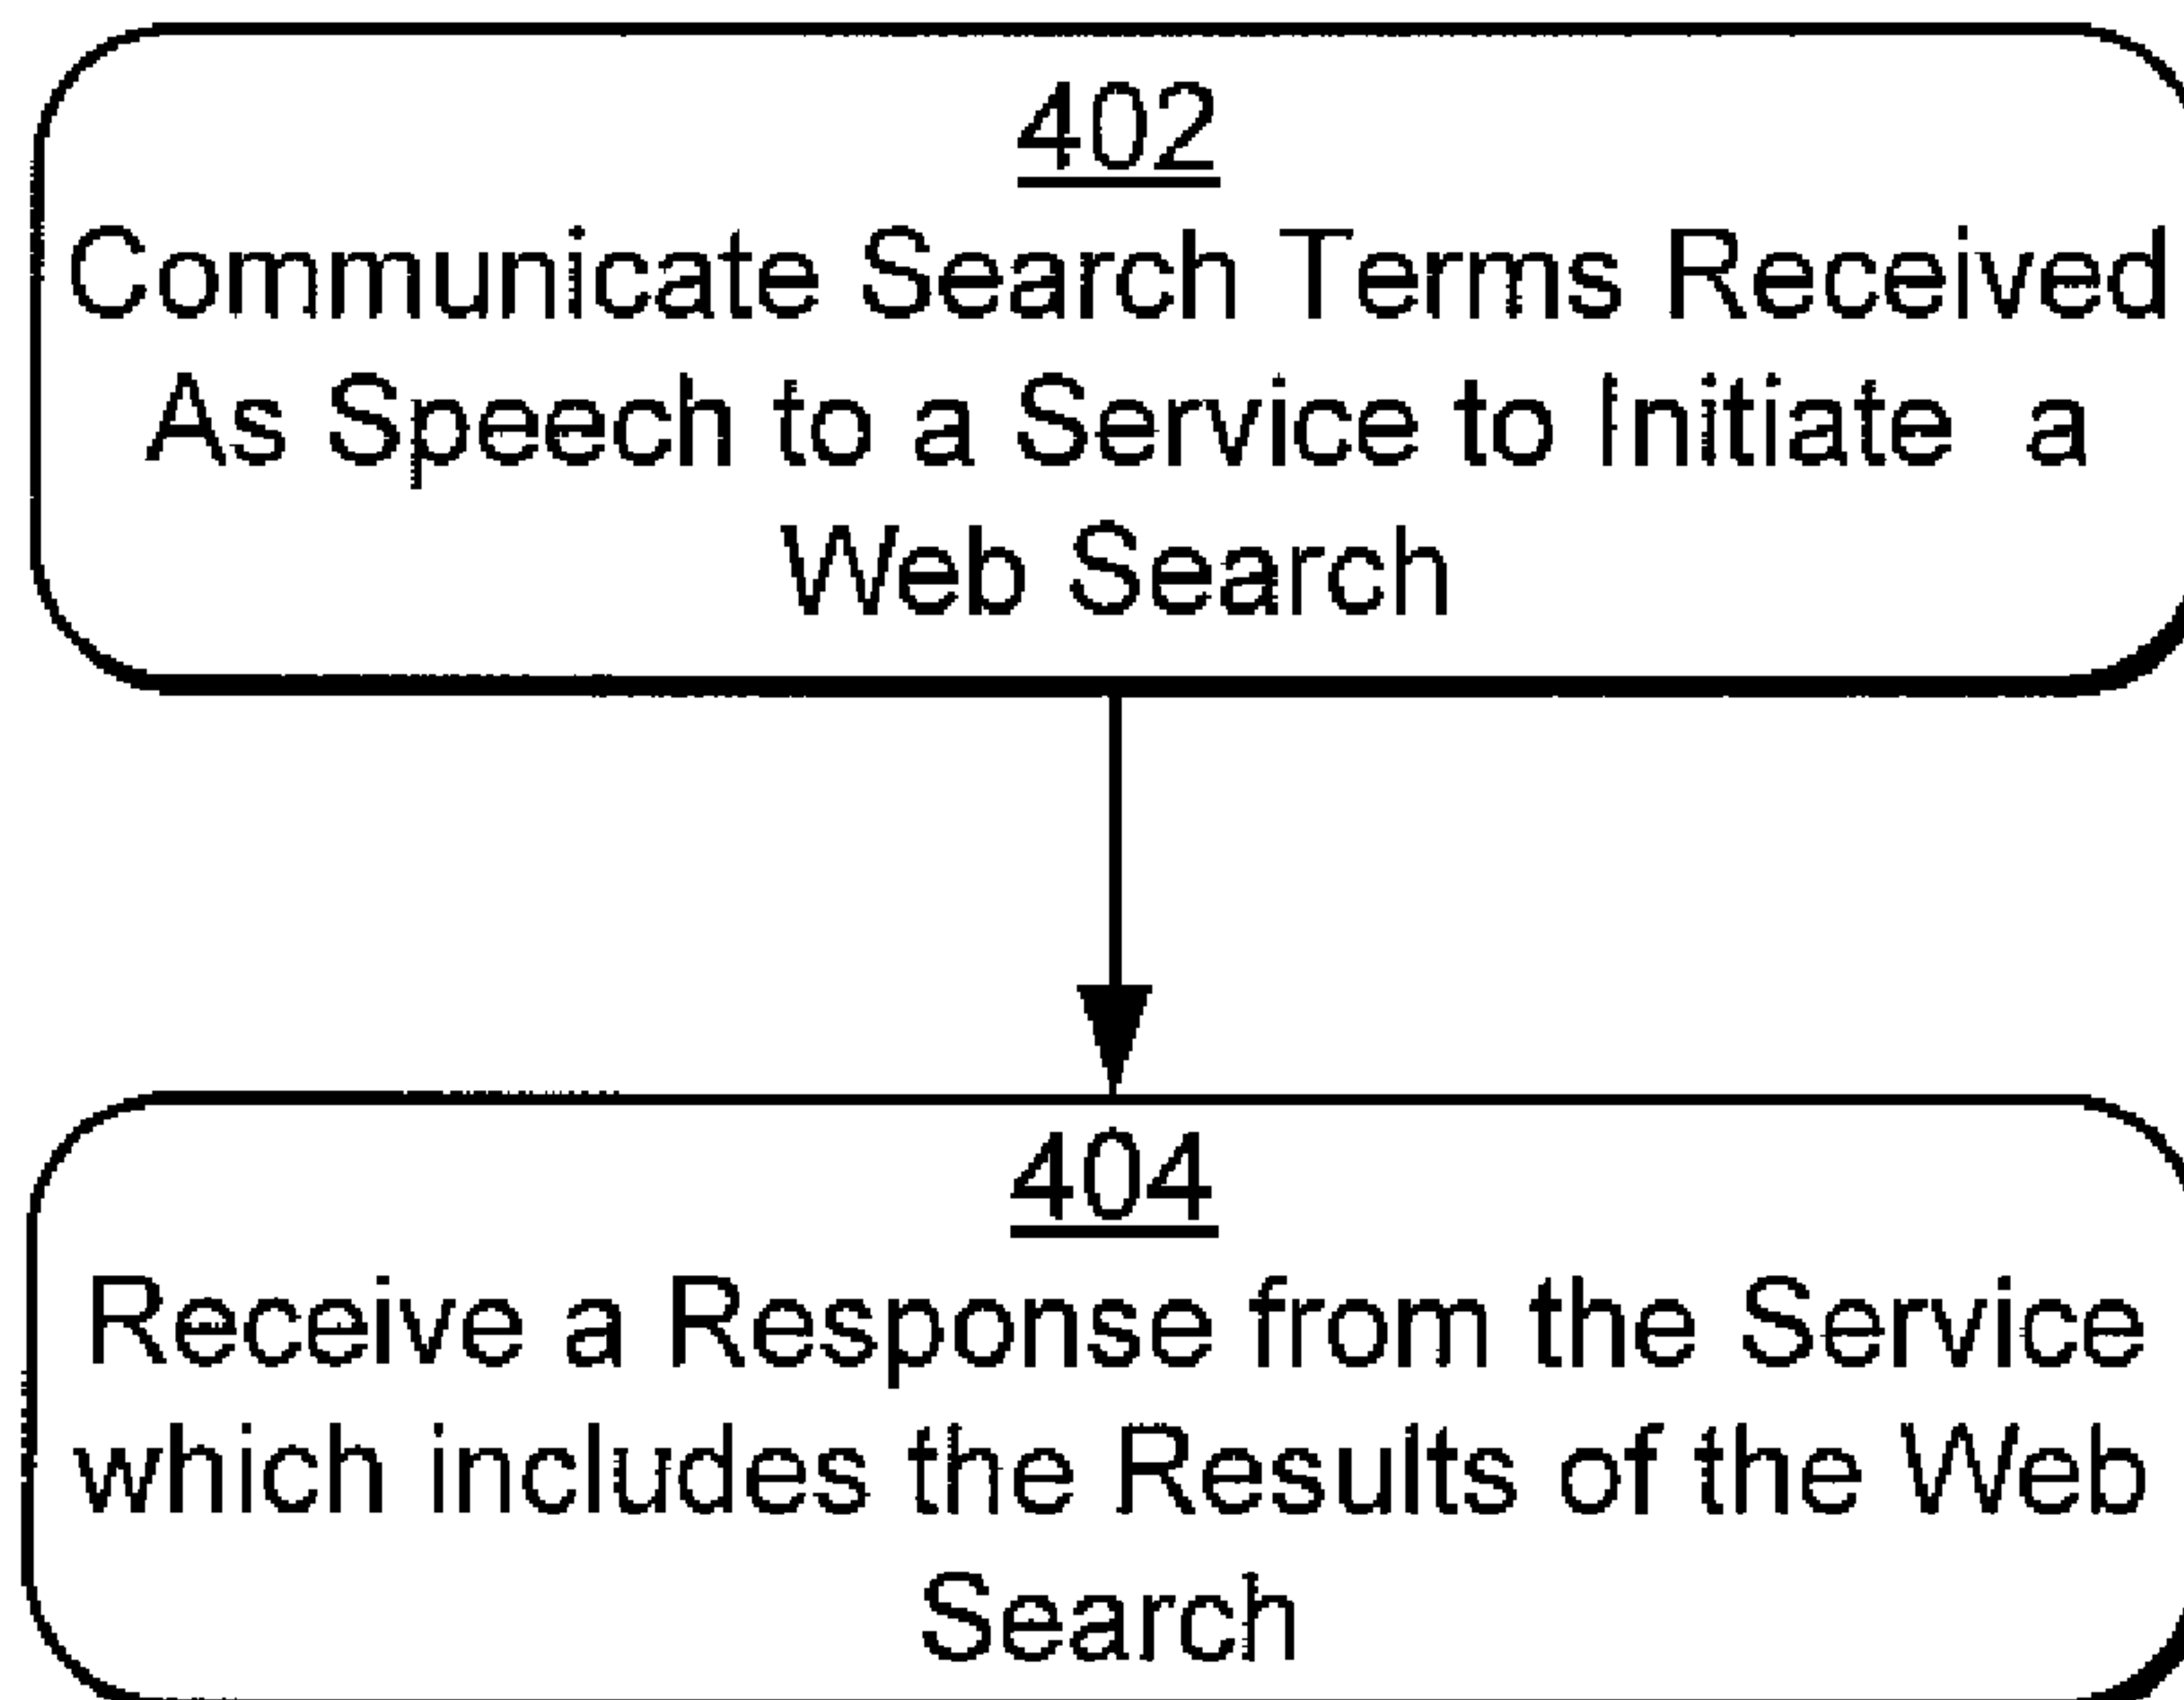 402
Communicate Search Terms Received
As Speech to a Service to Initiate a
Web Search
404
Receive a Response from the Service
which includes the Results of the Web
Search